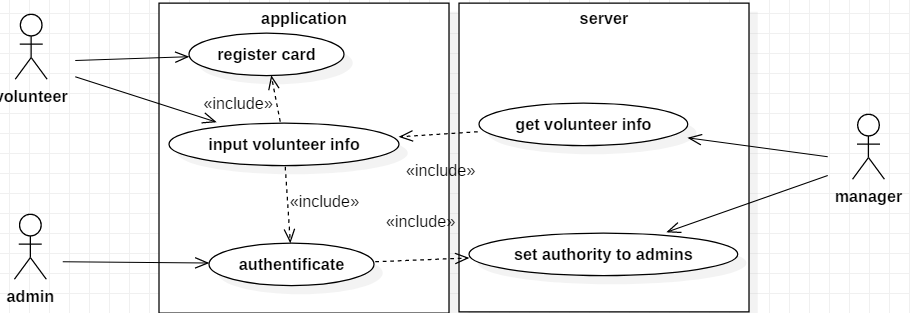 application
server
register card
volunteer
«include»
get volunteer info
input volunteer info
«include»
manager
«include»
«include»
set authority to admins
authentificate
admin